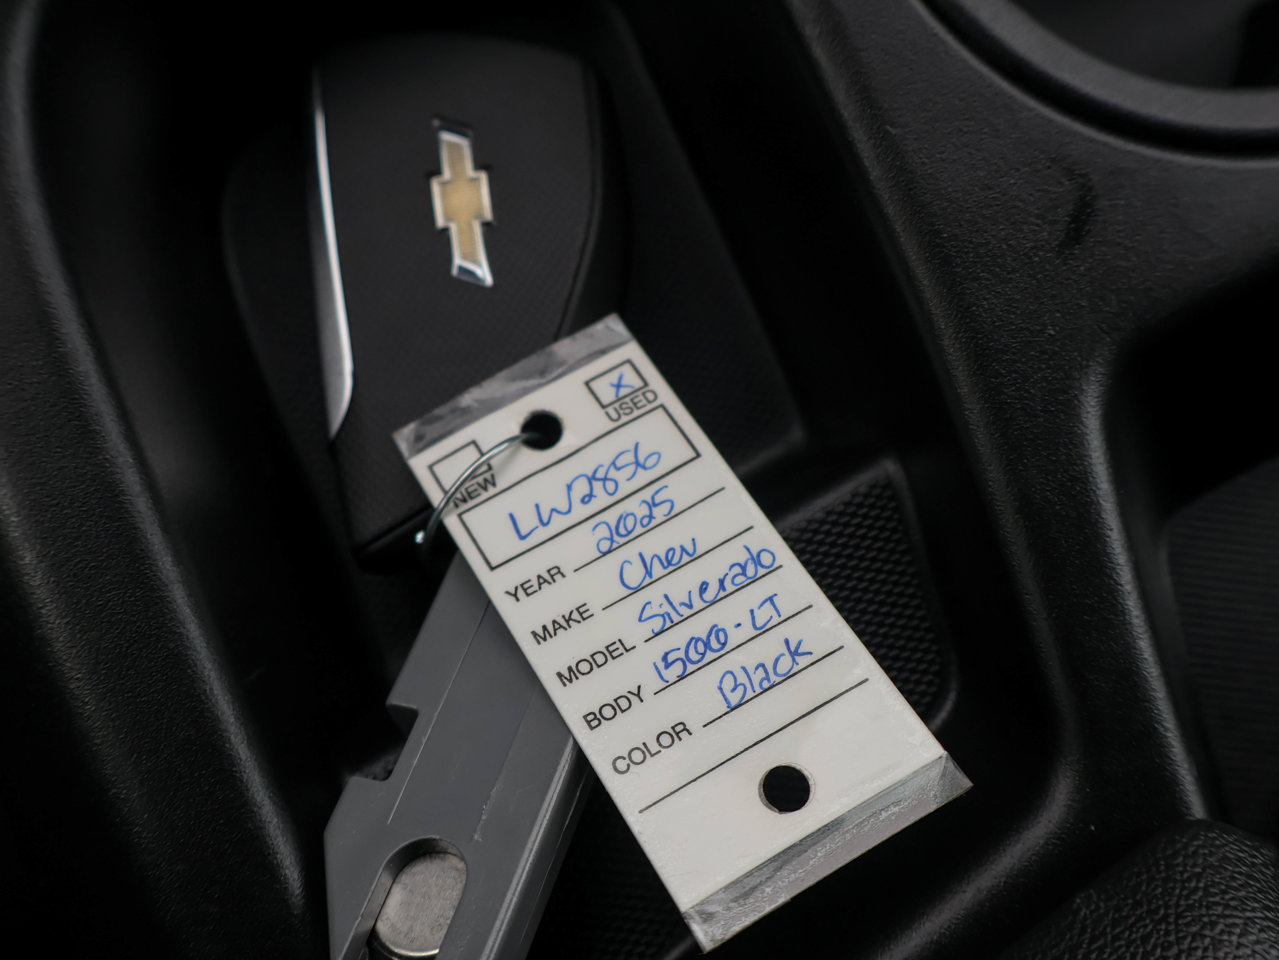 NEW X USED
LW2856
YEAR 2025
MAKE Chev
MODEL Silverado
BODY 1500-LT
COLOR Black